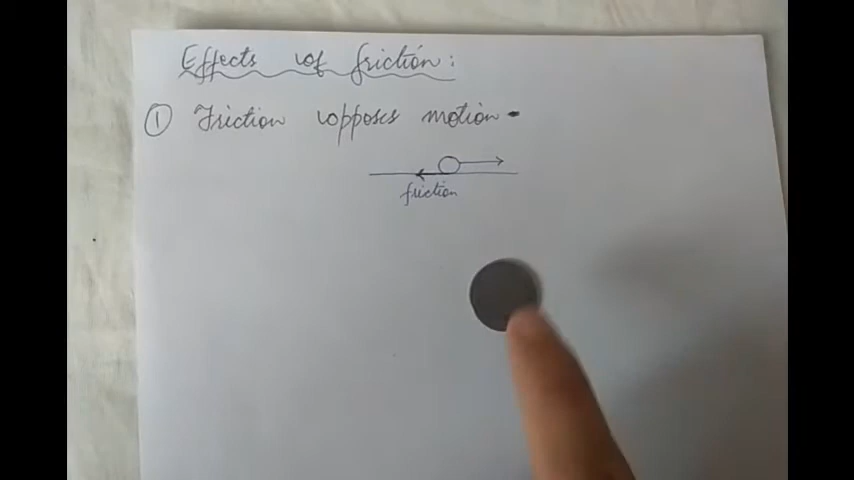 Effects of friction:
① Friction opposes motion.
friction